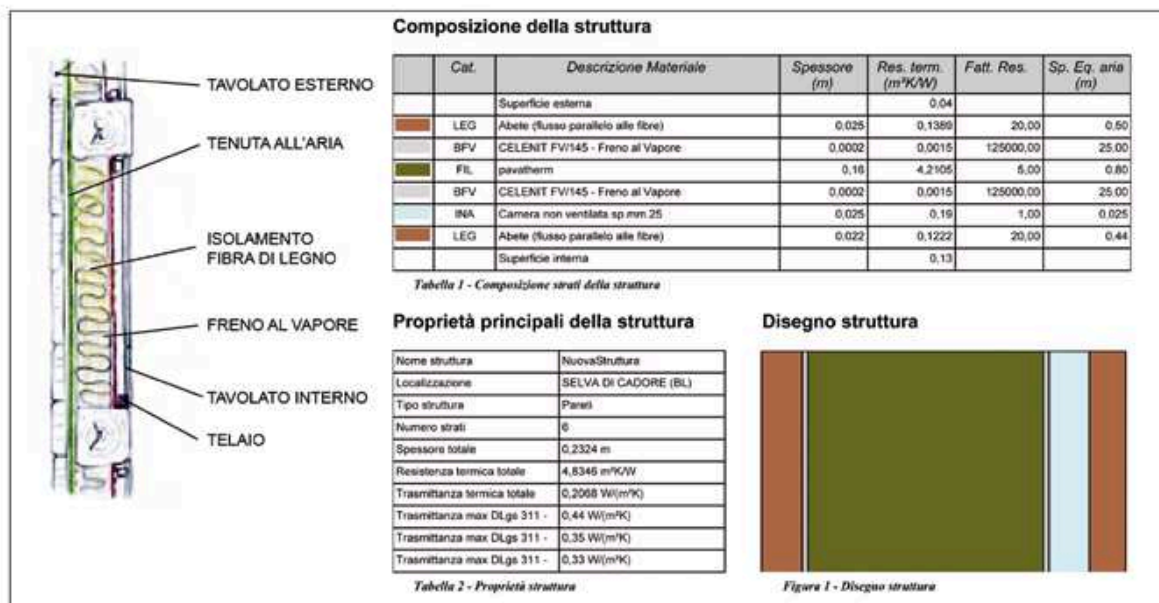 TAVOLATO ESTERNO
TENUTA ALL'ARIA
ISOLAMENTO
FIBRA DI LEGNO
FRENO AL VAPORE
TAVOLATO INTERNO
TELAIO
Composizione della struttura
Cat. Descrizione Materiale Spessore (m) Res. term. (m²K/W) Fatt. Res. Sp. Eq. aria (m)
Superficie esterna 0,04
LEG Abete (flusso parallelo alle fibre) 0,025 0,1389 20,00 0,50
BFV CELENIT FV/145 - Freno al Vapore 0,0002 0,0015 125000,00 25,00
FIL pavatherm 0,16 4,2105 5,00 0,80
BFV CELENIT FV/145 - Freno al Vapore 0,0002 0,0015 125000,00 25,00
INA Camera non ventilata sp.mm.25 0,025 0,19 1,00 0,025
LEG Abete (flusso parallelo alle fibre) 0,022 0,1222 20,00 0,44
Superficie interna 0,13
Tabella 1 - Composizione strati della struttura
Proprietà principali della struttura
Nome struttura NuovaStruttura
Localizzazione SELVA DI CADORE (BL)
Tipo struttura Pareti
Numero strati 6
Spessore totale 0,2324 m
Resistenza termica totale 4,8346 m²K/W
Trasmittanza termica totale 0,2068 W/(m²K)
Trasmittanza max DLgs 311 - 0,44 W/(m²K)
Trasmittanza max DLgs 311 - 0,35 W/(m²K)
Trasmittanza max DLgs 311 - 0,33 W/(m²K)
Tabella 2 - Proprietà struttura
Disegno struttura
Figura 1 - Disegno struttura